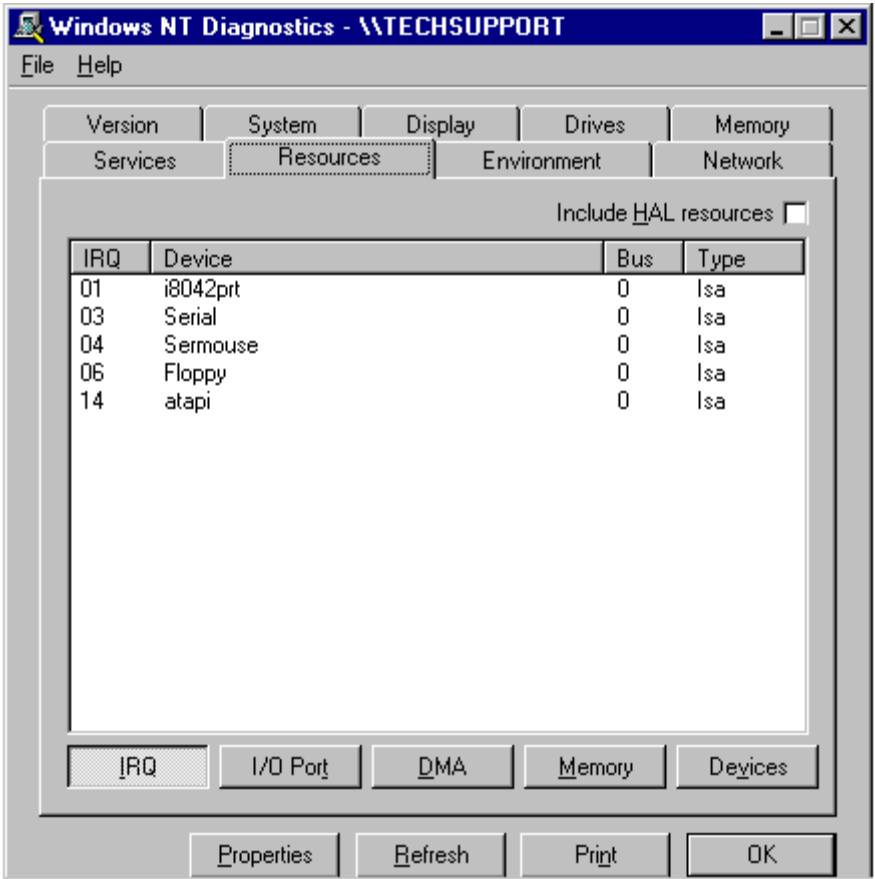 Windows NT Diagnostics - \\TECHSUPPORT
File Help
Version System Display Drives Memory
Services Resources Environment Network
Include HAL resources
IRQ Device Bus Type
01 i8042prt 0 Isa
03 Serial 0 Isa
04 Sermouse 0 Isa
06 Floppy 0 Isa
14 atapi 0 Isa
IRQ I/O Port DMA Memory Devices
Properties Refresh Print OK